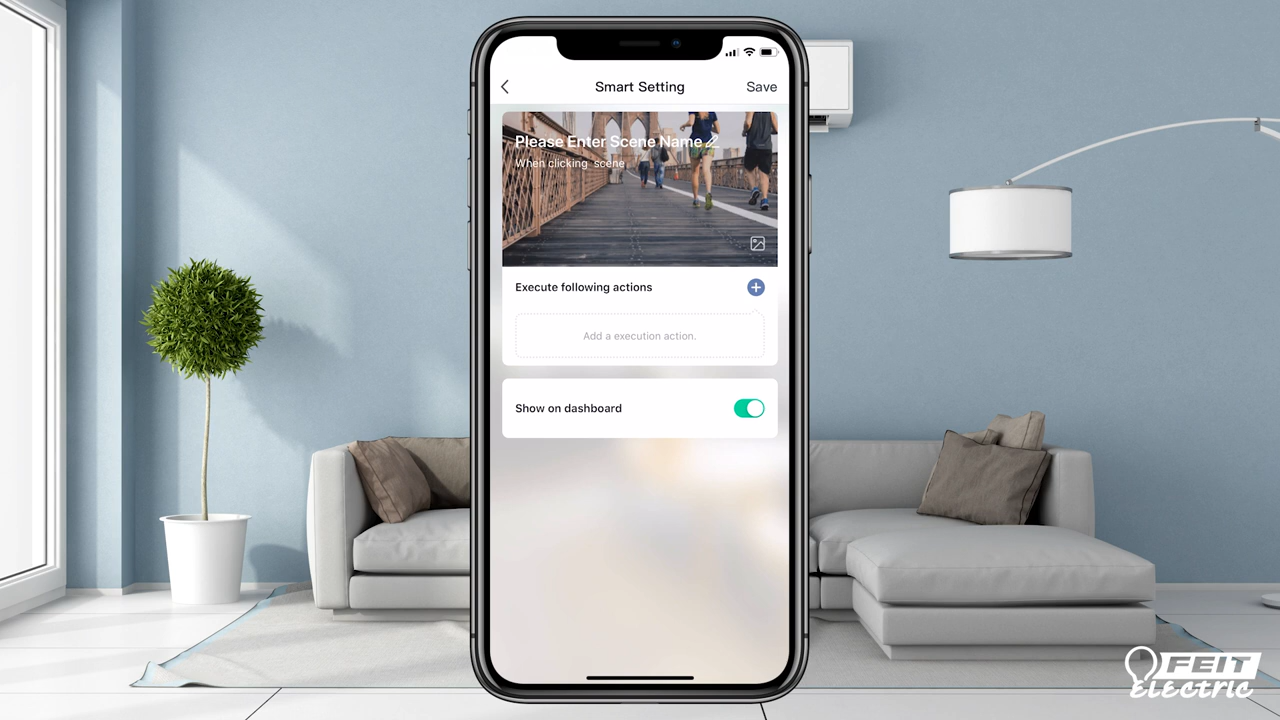 Smart Setting
Save
Please Enter Scene Name
When clicking scene
Execute following actions
Add a execution action.
Show on dashboard
FEIT
Electric